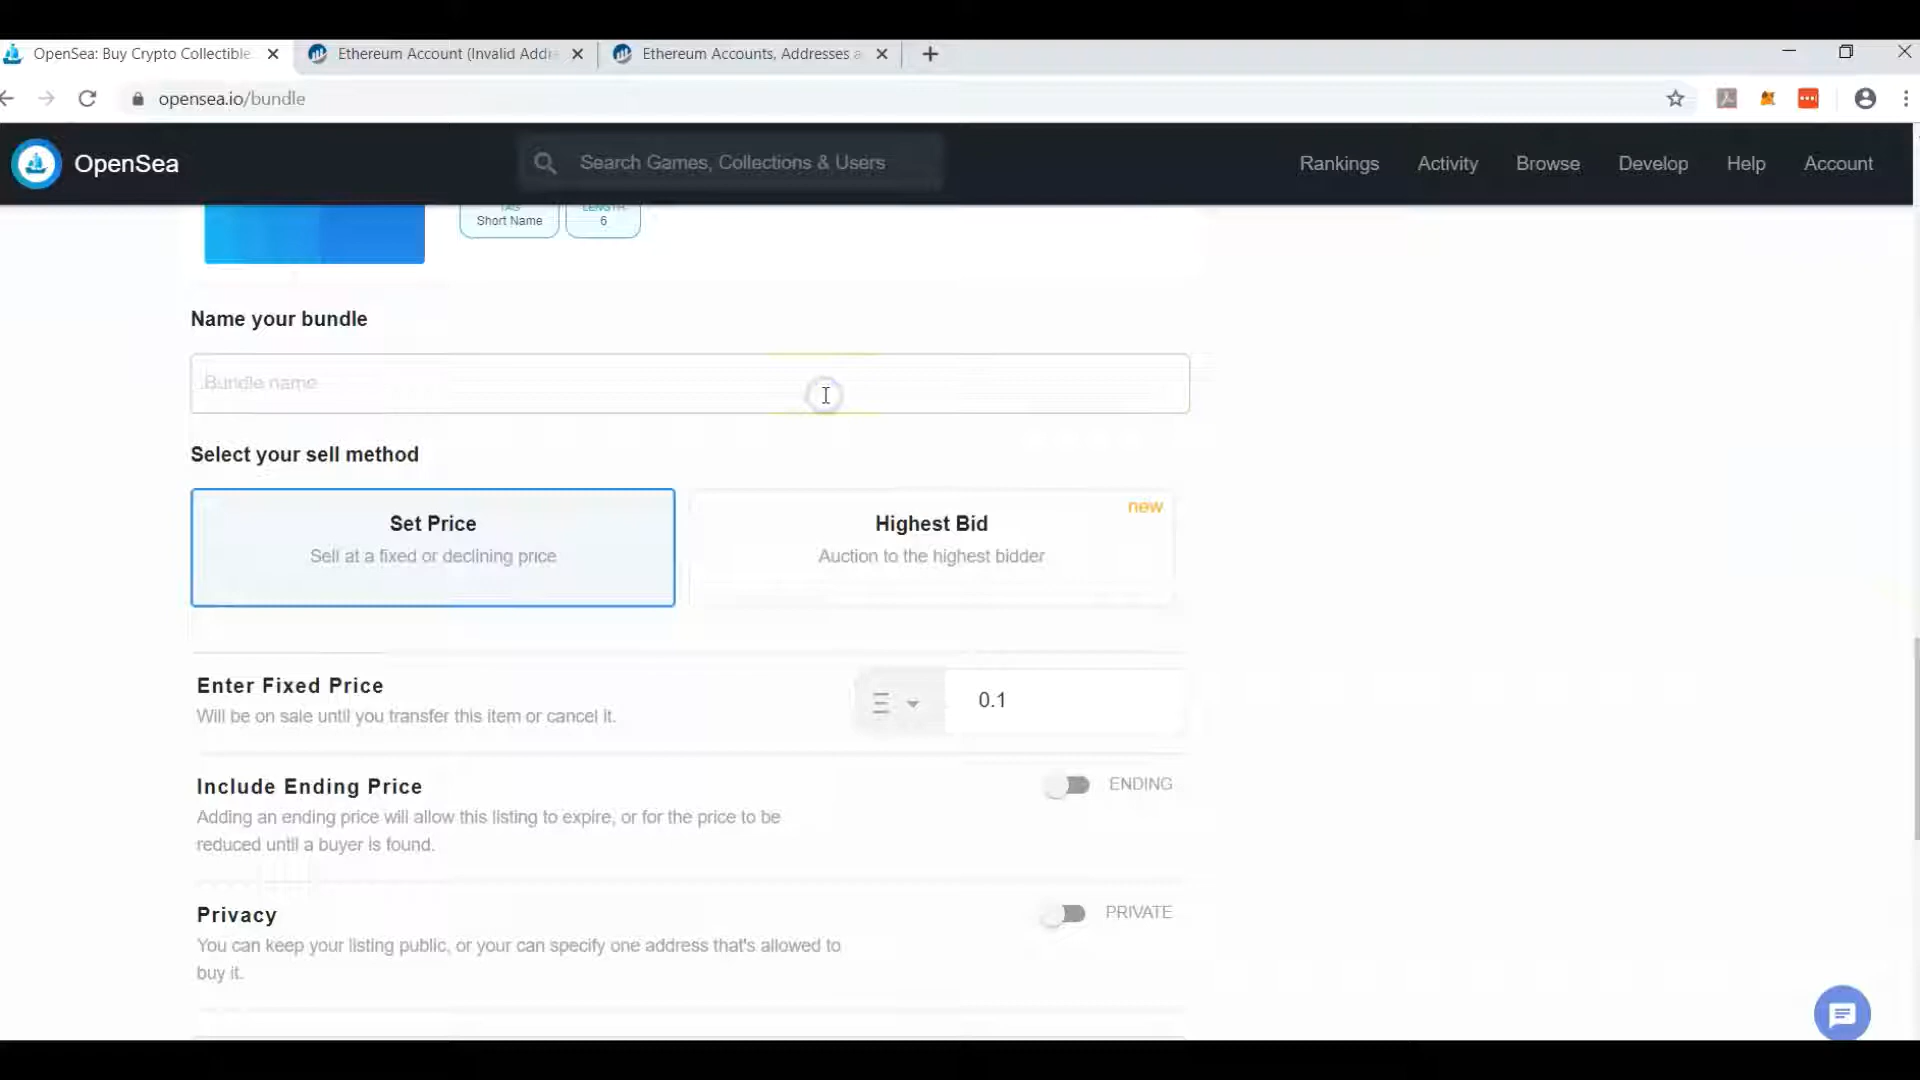 OpenSea: Buy Crypto Collectible
Ethereum Account (Invalid Addr
Ethereum Accounts, Addresses a
opensea.io/bundle
OpenSea
Search Games, Collections & Users
Rankings
Activity
Browse
Develop
Help
Account
TAG
LENGTH
Short Name
6
Name your bundle
Bundle name
Select your sell method
Set Price
Sell at a fixed or declining price
new
Highest Bid
Auction to the highest bidder
Enter Fixed Price
Will be on sale until you transfer this item or cancel it.
0.1
Include Ending Price
ENDING
Adding an ending price will allow this listing to expire, or for the price to be
reduced until a buyer is found.
Privacy
PRIVATE
You can keep your listing public, or your can specify one address that's allowed to
buy it.